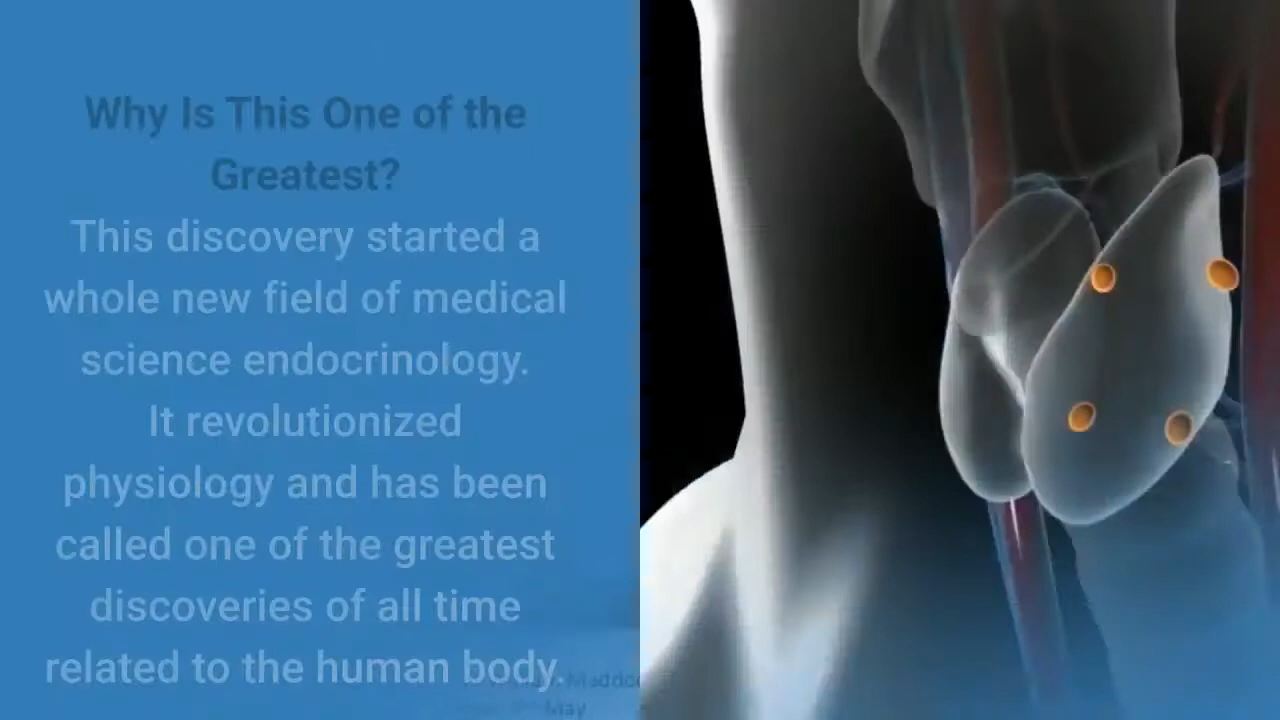 Why Is This One of the
Greatest?
This discovery started a
whole new field of medical
science endocrinology.
It revolutionized
physiology and has been
called one of the greatest
discoveries of all time
related to the human body.
May